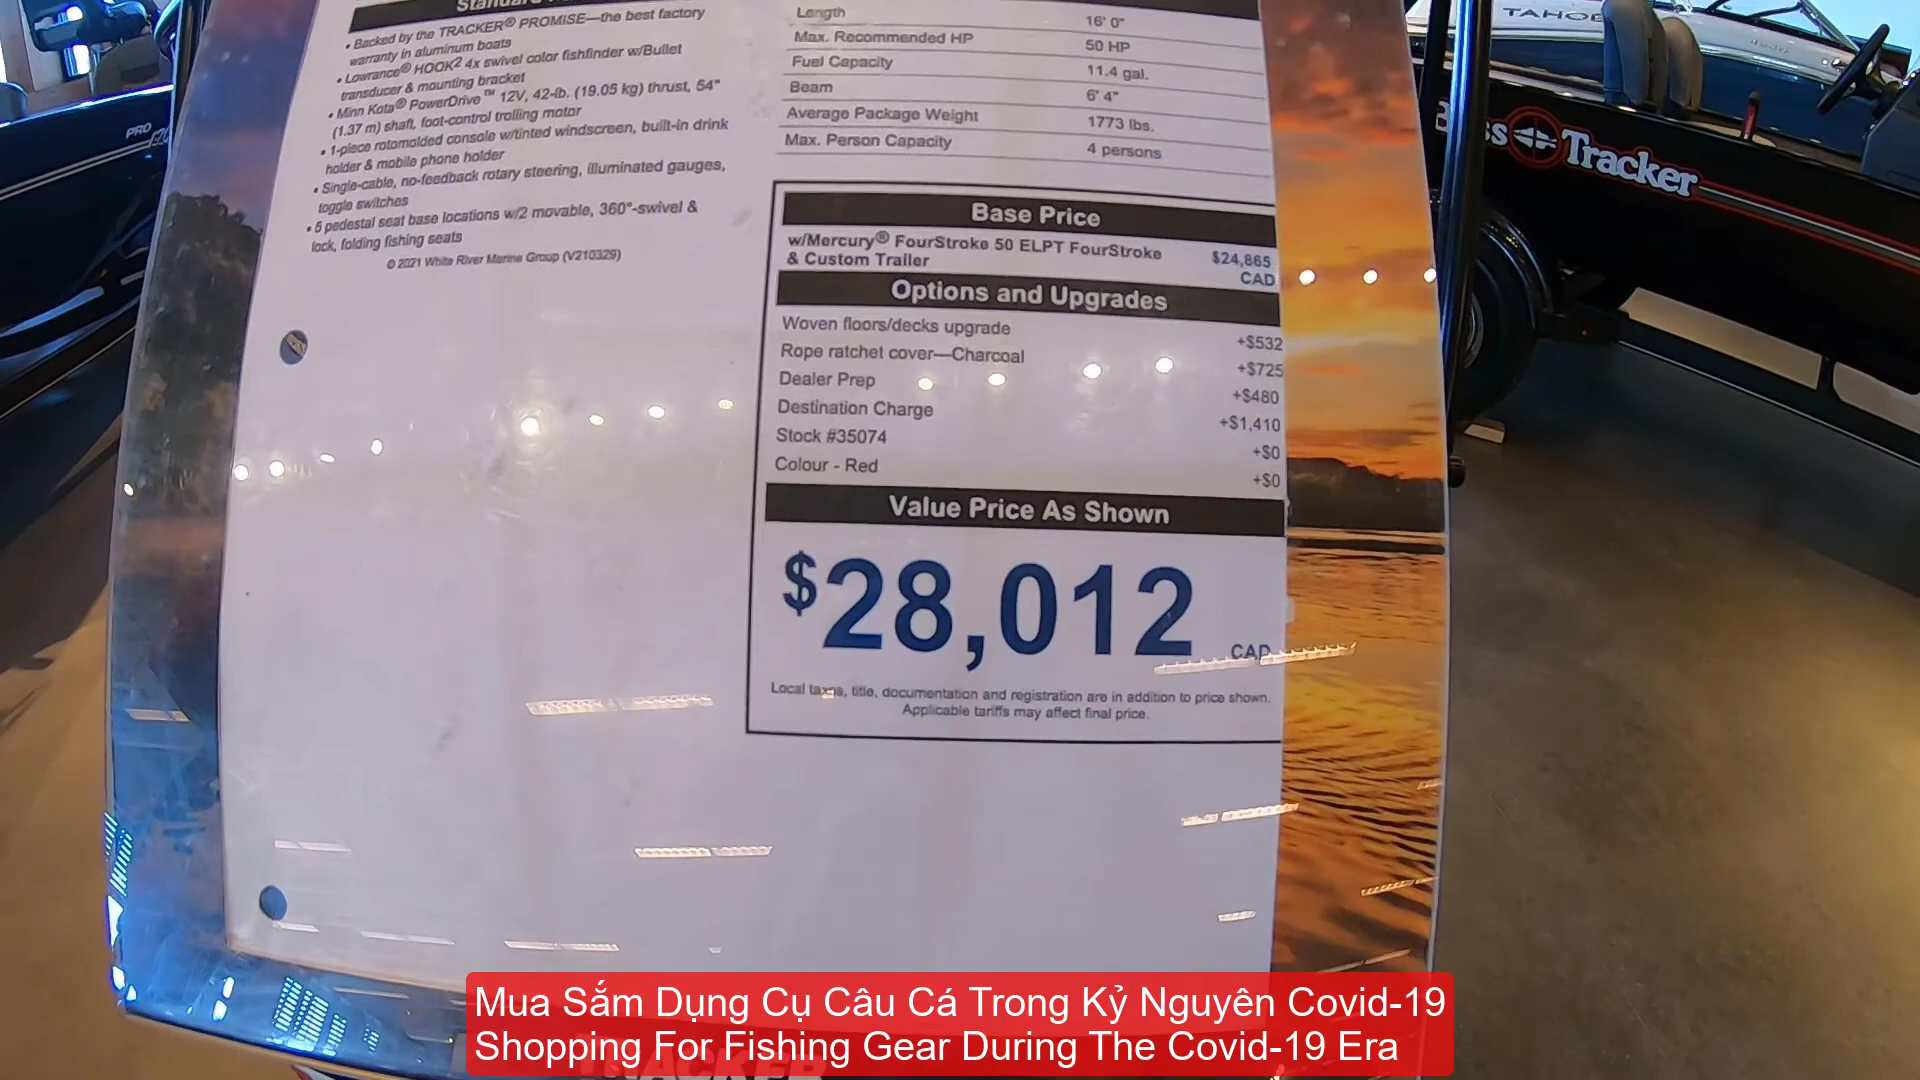 • Backed by the TRACKER® PROMISE—the best factory
warranty in aluminum boats
• Lowrance® HOOK² 4x swivel color fishfinder w/Bullet
transducer & mounting bracket
• Minn Kota® PowerDrive™ 12V, 42-lb. (19.05 kg) thrust, 54"
(1.37 m) shaft, foot-control trolling motor
• 1-piece rotomolded console w/tinted windscreen, built-in drink
holder & mobile phone holder
• Single-cable, no-feedback rotary steering, illuminated gauges,
toggle switches
• 5 pedestal seat base locations w/2 movable, 360°-swivel &
lock, folding fishing seats
© 2021 White River Marine Group (V210329)
Length 16' 0"
Max. Recommended HP 50 HP
Fuel Capacity 11.4 gal.
Beam 6' 4"
Average Package Weight 1773 lbs.
Max. Person Capacity 4 persons
Base Price
w/Mercury® FourStroke 50 ELPT FourStroke $24,865
& Custom Trailer CAD
Options and Upgrades
Woven floors/decks upgrade +$532
Rope ratchet cover—Charcoal +$725
Dealer Prep +$480
Destination Charge +$1,410
Stock #35074 +$0
Colour - Red +$0
Value Price As Shown
$28,012 CAD
Local taxes, title, documentation and registration are in addition to price shown.
Applicable tariffs may affect final price.
PRO
TAHOE
Bass Tracker
TRACKER
Mua Sắm Dụng Cụ Câu Cá Trong Kỷ Nguyên Covid-19
Shopping For Fishing Gear During The Covid-19 Era